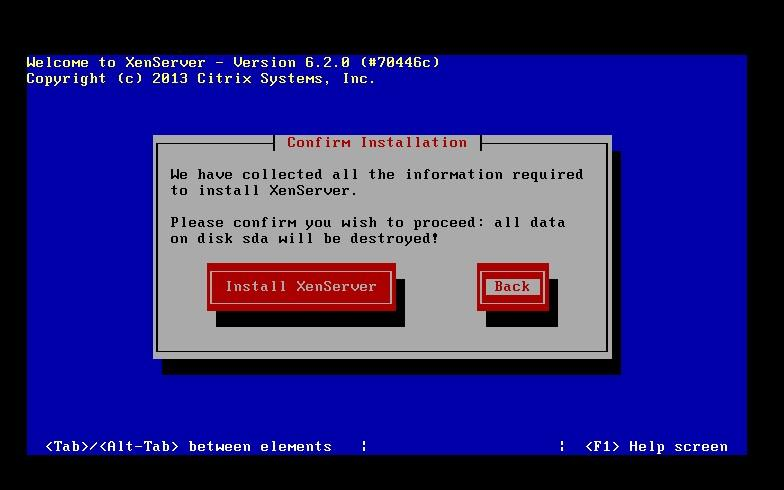 Welcome to XenServer - Version 6.2.0 (#70446c)
Copyright (c) 2013 Citrix Systems, Inc.
Confirm Installation
We have collected all the information required
to install XenServer.
Please confirm you wish to proceed: all data
on disk sda will be destroyed!
Install XenServer
Back
<Tab>/<Alt-Tab> between elements ¦ ¦ <F1> Help screen